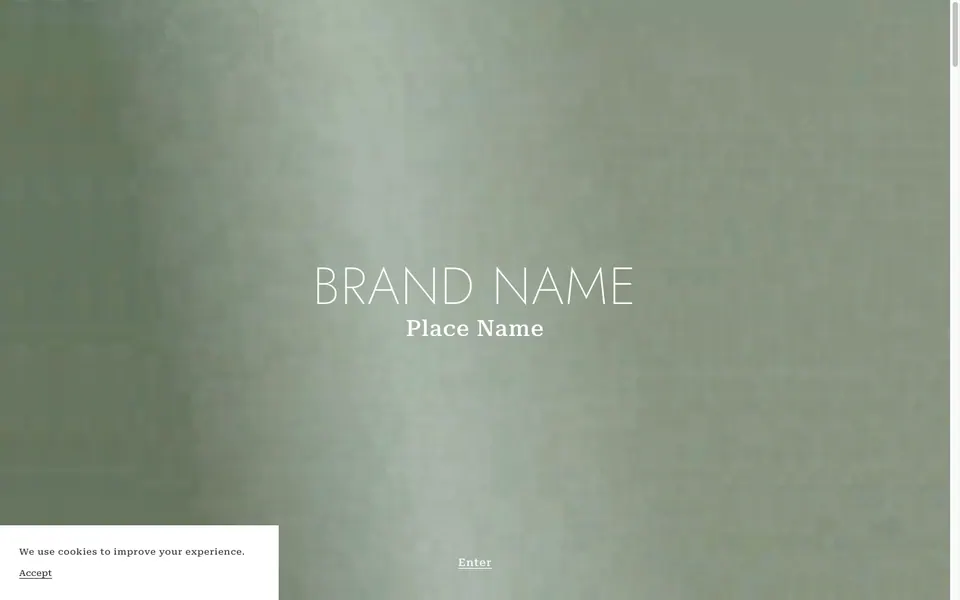 BRAND NAME
Place Name
Enter
We use cookies to improve your experience.
Accept